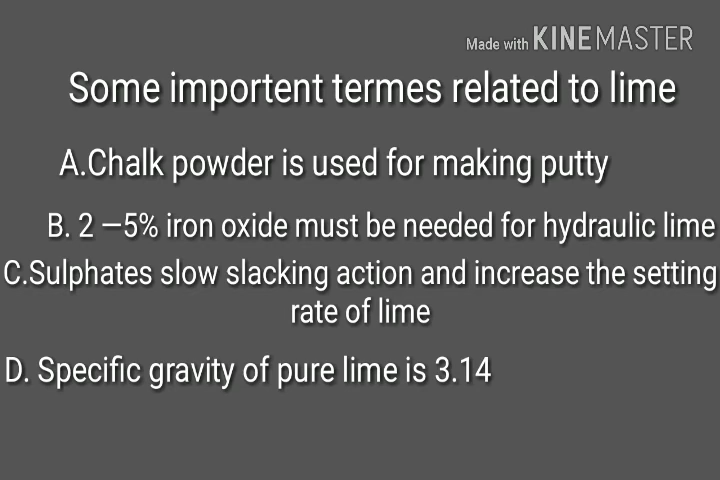 Made with KINEMASTER
Some importent termes related to lime
A.Chalk powder is used for making putty
B. 2 –5% iron oxide must be needed for hydraulic lime
C.Sulphates slow slacking action and increase the setting
rate of lime
D. Specific gravity of pure lime is 3.14